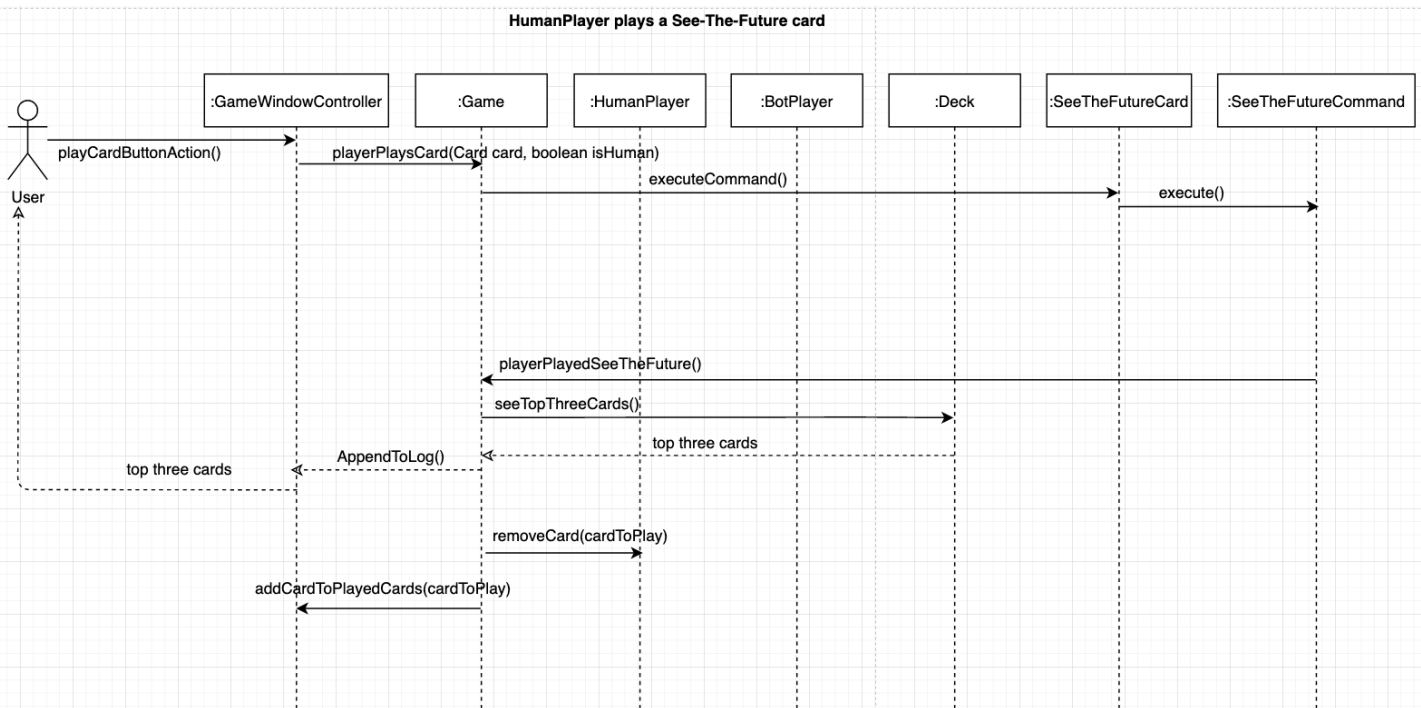 HumanPlayer plays a See-The-Future card
:GameWindowController
:Game
:HumanPlayer
:BotPlayer
:Deck
:SeeTheFutureCard
:SeeTheFutureCommand
playCardButtonAction()
playerPlaysCard(Card card, boolean isHuman)
executeCommand()
execute()
User
playerPlayedSeeTheFuture()
seeTopThreeCards()
top three cards
AppendToLog()
top three cards
removeCard(cardToPlay)
addCardToPlayedCards(cardToPlay)